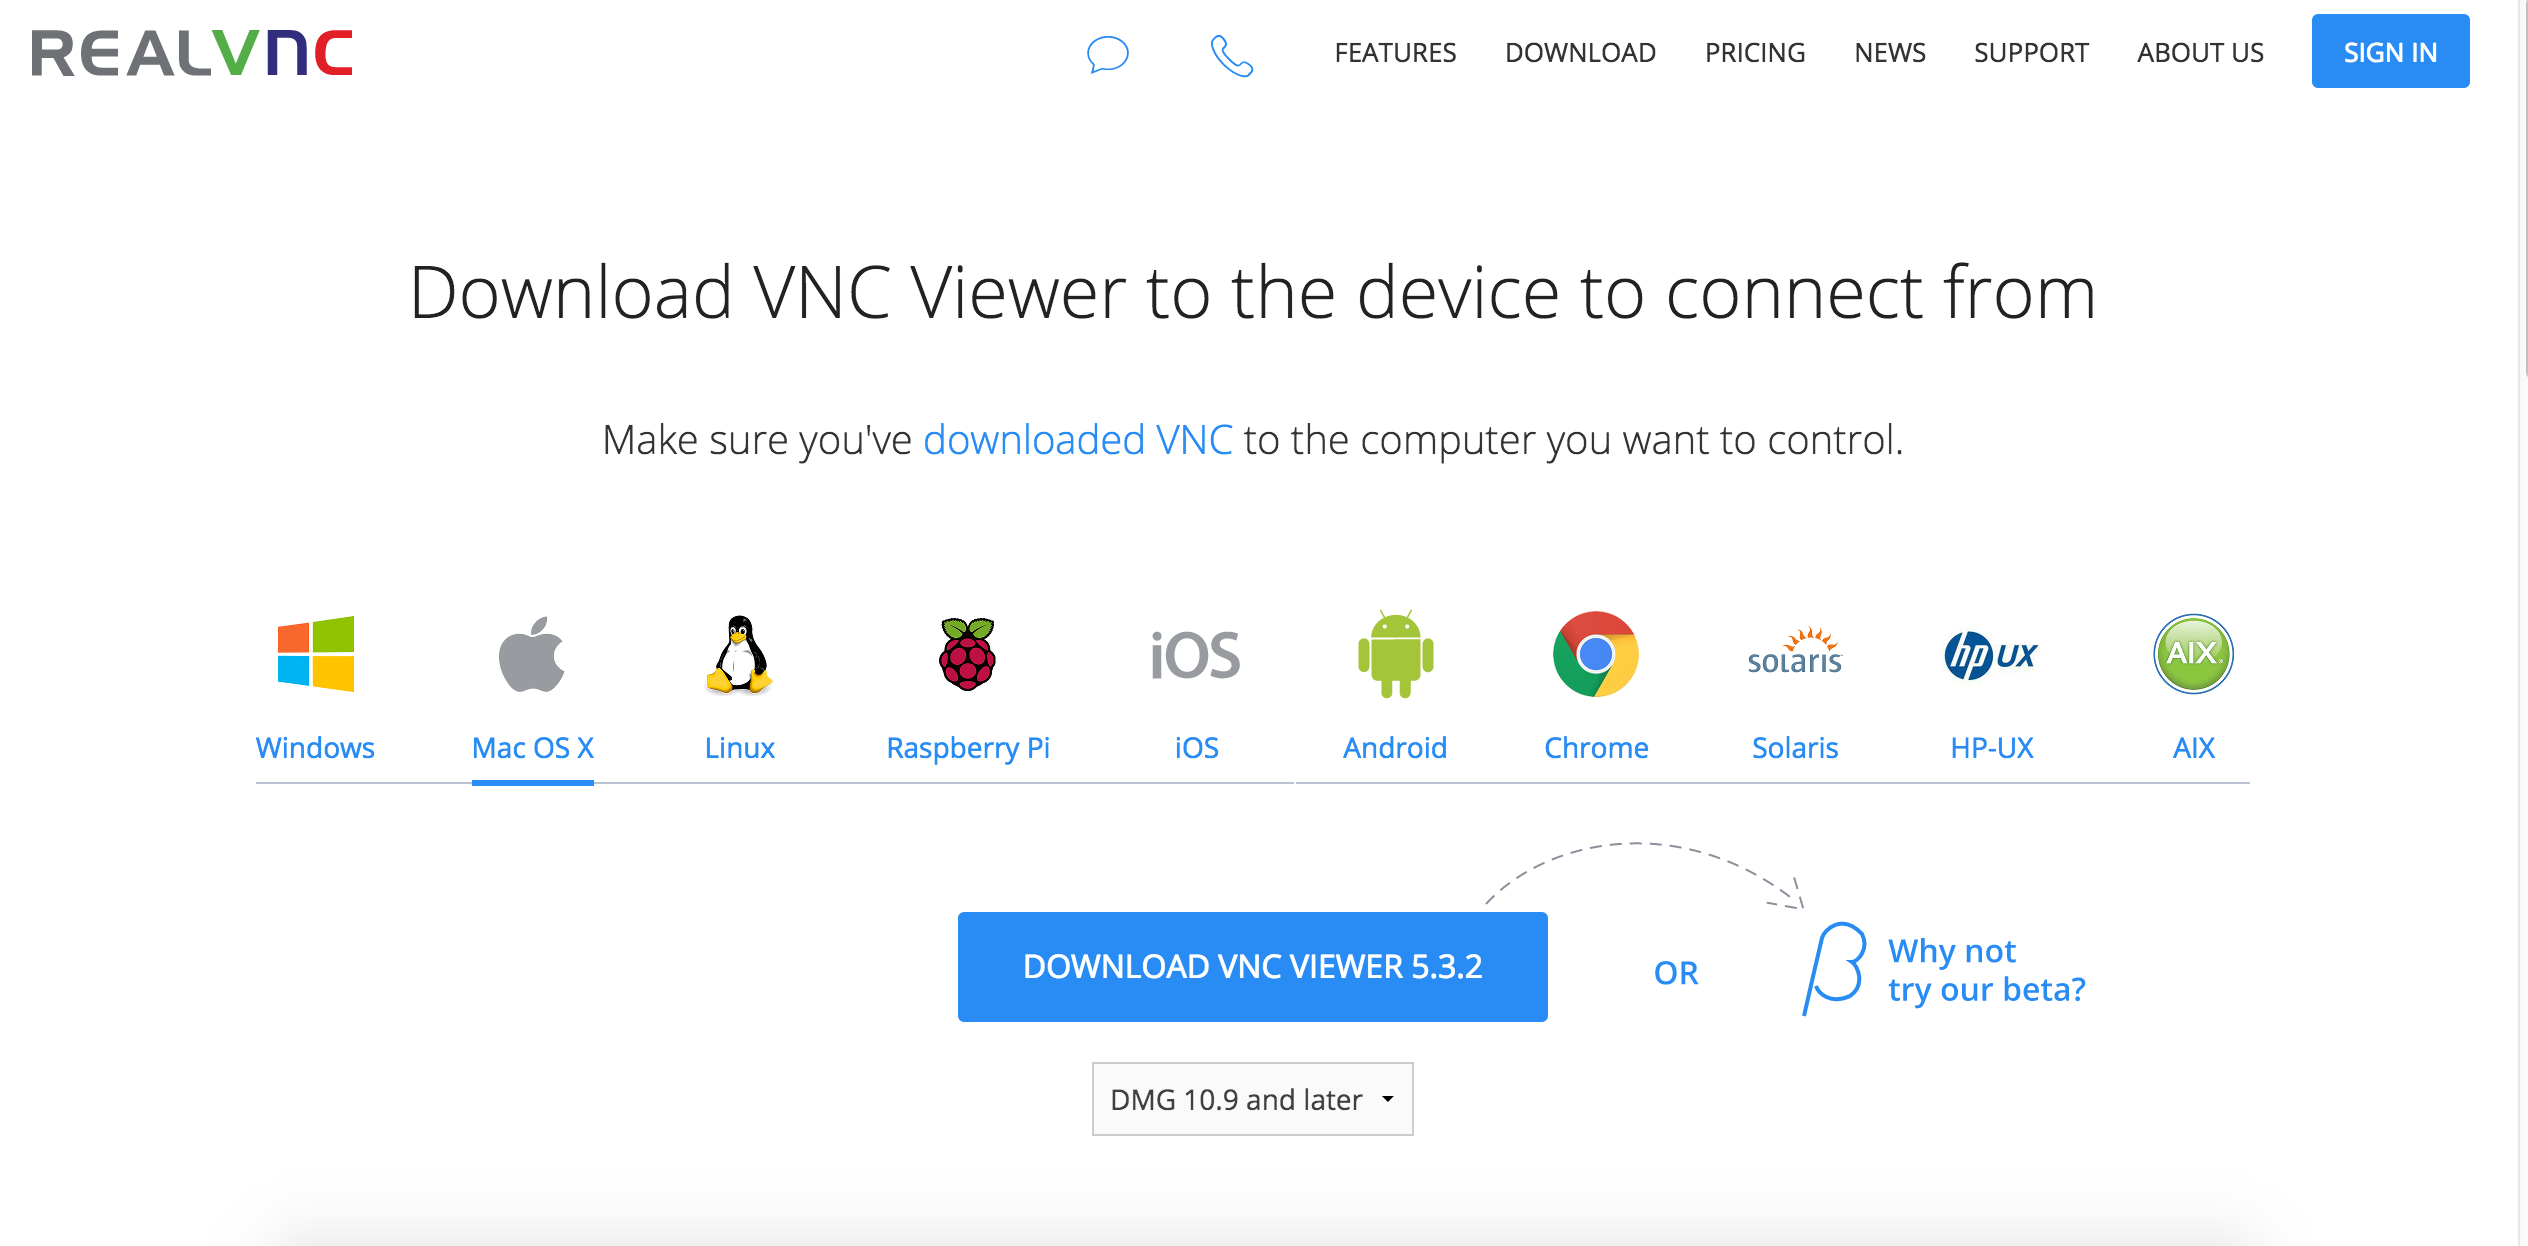 REALVNC
FEATURES DOWNLOAD PRICING NEWS SUPPORT ABOUT US SIGN IN
Download VNC Viewer to the device to connect from
Make sure you've downloaded VNC to the computer you want to control.
iOS solaris hp UX AIX
Windows Mac OS X Linux Raspberry Pi iOS Android Chrome Solaris HP-UX AIX
DOWNLOAD VNC VIEWER 5.3.2
OR
β
Why not
try our beta?
DMG 10.9 and later